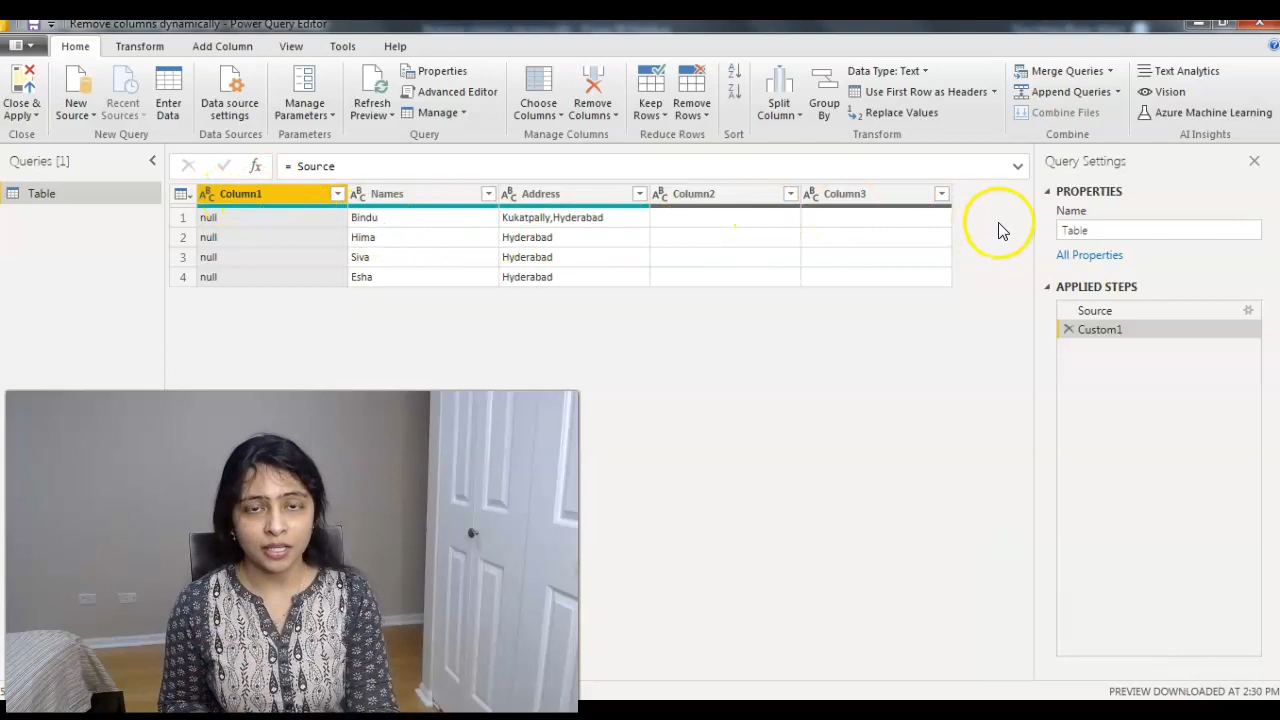 Remove columns dynamically - Power Query Editor
Home Transform Add Column View Tools Help
Close & Apply
New Source
Recent Sources
Enter Data
Data source settings
Manage Parameters
Refresh Preview
Properties
Advanced Editor
Manage
Choose Columns
Remove Columns
Keep Rows
Remove Rows
Split Column
Group By
Data Type: Text
Use First Row as Headers
Replace Values
Merge Queries
Append Queries
Combine Files
Text Analytics
Vision
Azure Machine Learning
Close New Query Data Sources Parameters Query Manage Columns Reduce Rows Sort Transform Combine AI Insights
Queries [1]
Table
fx = Source
ABC Column1 ABC Names ABC Address ABC Column2 ABC Column3
1 null Bindu Kukatpally,Hyderabad
2 null Hima Hyderabad
3 null Siva Hyderabad
4 null Esha Hyderabad
Query Settings
PROPERTIES
Name
Table
All Properties
APPLIED STEPS
Source
Custom1
PREVIEW DOWNLOADED AT 2:30 PM